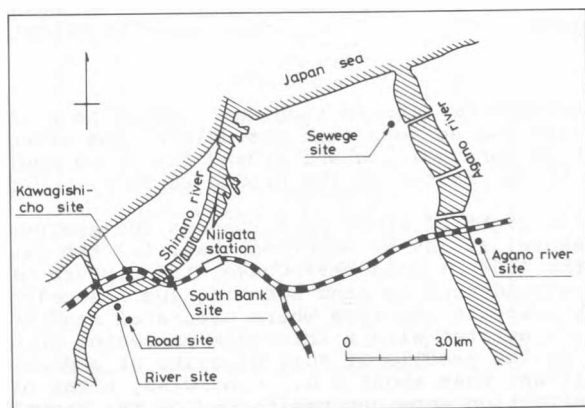 Japan sea
Sewege
site
Agano river
Kawagishi-
cho site
Shinano river
Niigata
station
Agano river
site
South Bank
site
0
3.0km
Road site
River site